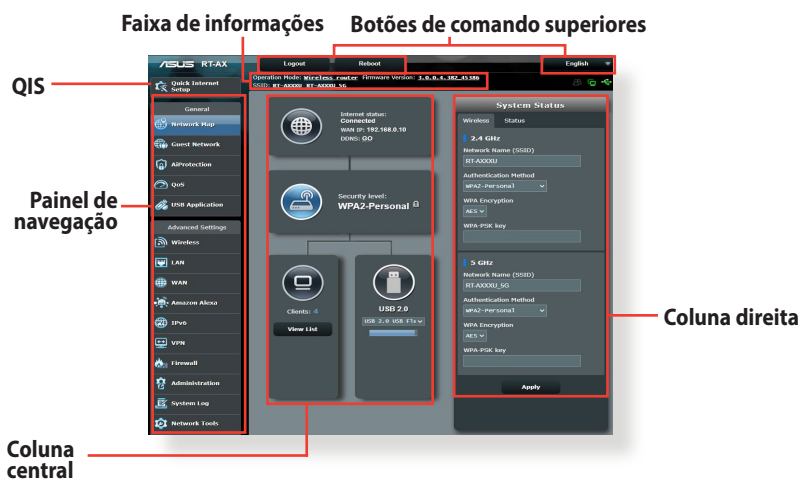 Faixa de informações
Botões de comando superiores
QIS
Painel de
navegação
Coluna
central
Coluna direita
ASUS RT-AX
Logout
Reboot
English
Operation Mode: Wireless router Firmware Version: 3.0.0.4.382_45386
SSID: RT-AXXXU RT-AXXXU_5G
Quick Internet
Setup
General
Network Map
Guest Network
AiProtection
QoS
USB Application
Advanced Settings
Wireless
LAN
WAN
Amazon Alexa
IPv6
VPN
Firewall
Administration
System Log
Network Tools
Internet status:
Connected
WAN IP: 192.168.0.10
DDNS: GO
Security level:
WPA2-Personal
Clients: 4
View List
USB 2.0
USB 2.0 USB Fla
System Status
Wireless
Status
2.4 GHz
Network Name (SSID)
RT-AXXXU
Authentication Method
WPA2-Personal
WPA Encryption
AES
WPA-PSK key
5 GHz
Network Name (SSID)
RT-AXXXU_5G
Authentication Method
WPA2-Personal
WPA Encryption
AES
WPA-PSK key
Apply